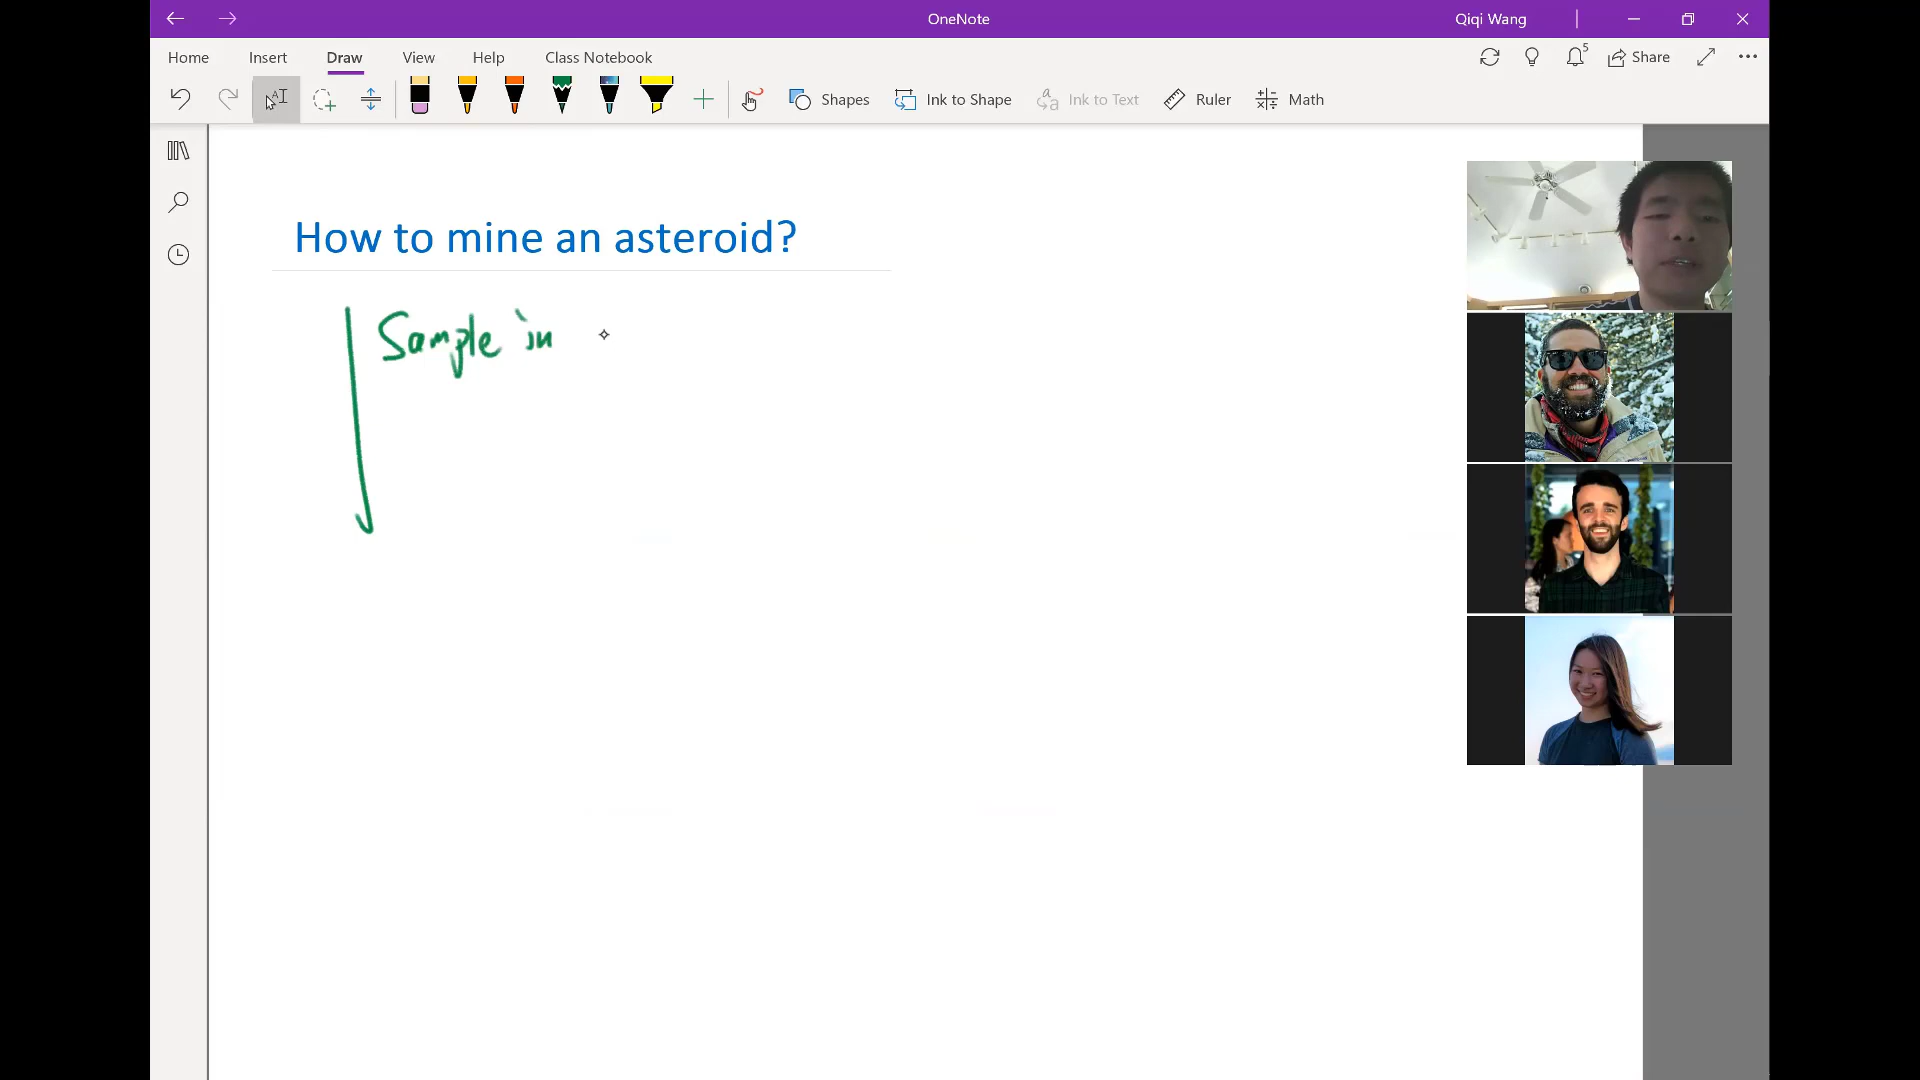 OneNote
Qiqi Wang
Home Insert Draw View Help Class Notebook
5 Share
Shapes Ink to Shape Ink to Text Ruler Math
How to mine an asteroid?
Sample in